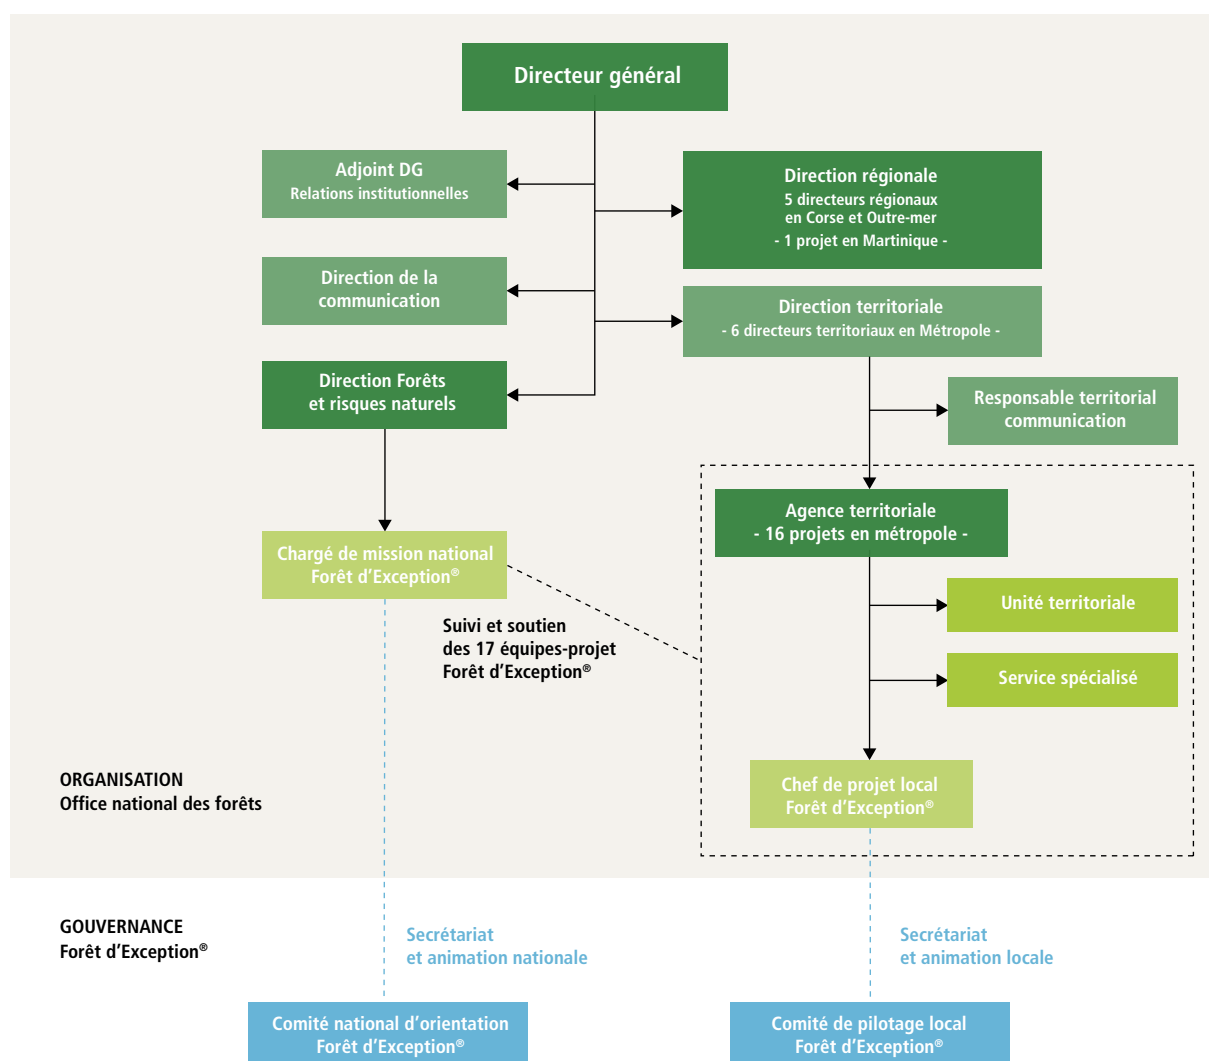 Directeur général
Adjoint DG
Relations institutionnelles
Direction régionale
5 directeurs régionaux
en Corse et Outre-mer
- 1 projet en Martinique -
Direction de la
communication
Direction territoriale
- 6 directeurs territoriaux en Métropole -
Direction Forêts
et risques naturels
Responsable territorial
communication
Agence territoriale
- 16 projets en métropole -
Chargé de mission national
Forêt d’Exception®
Unité territoriale
Suivi et soutien
des 17 équipes-projet
Forêt d’Exception®
Service spécialisé
Chef de projet local
Forêt d’Exception®
ORGANISATION
Office national des forêts
GOUVERNANCE
Forêt d’Exception®
Secrétariat
et animation nationale
Secrétariat
et animation locale
Comité national d’orientation
Forêt d’Exception®
Comité de pilotage local
Forêt d’Exception®